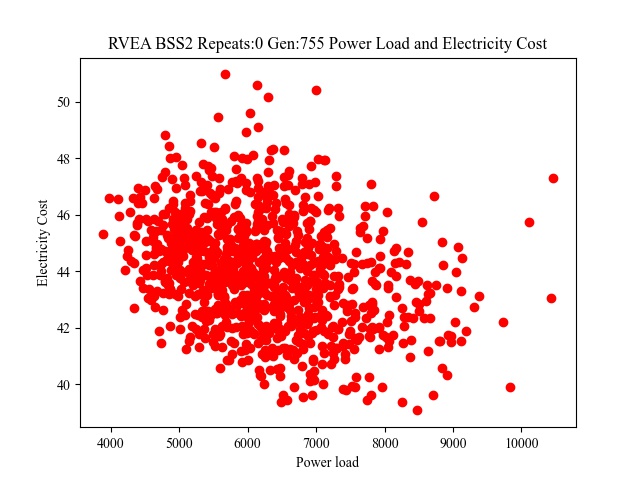 RVEA BSS2 Repeats:0 Gen:755 Power Load and Electricity Cost
50
48
46
44
42
40
Electricity Cost
4000 5000 6000 7000 8000 9000 10000
Power load